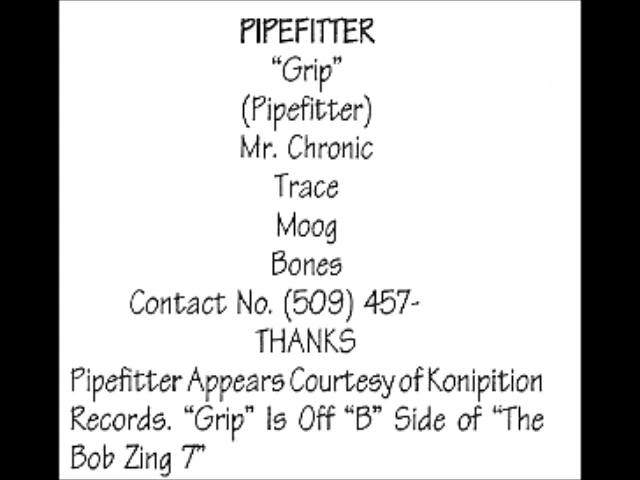 PIPEFITTER
"Grip"
(Pipefitter)
Mr. Chronic
Trace
Moog
Bones
Contact No. (509) 457-
THANKS
Pipefitter Appears Courtesy of Konipition
Records. "Grip" Is Off "B" Side of "The
Bob Zing 7"